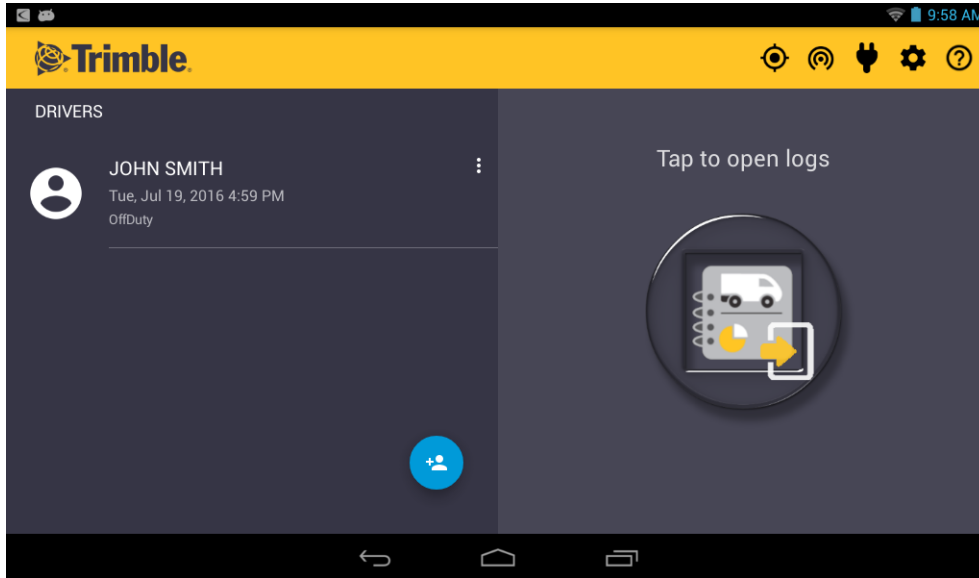 9:58 AM
Trimble.
DRIVERS
JOHN SMITH
Tue, Jul 19, 2016 4:59 PM
OffDuty
Tap to open logs